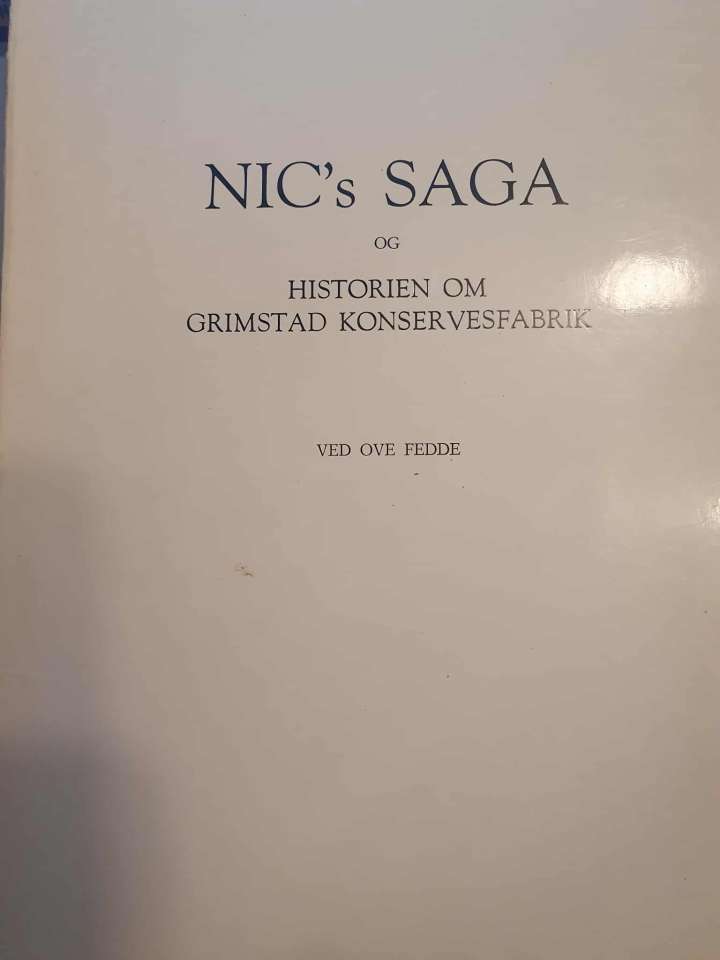 NIC's SAGA
OG
HISTORIEN OM
GRIMSTAD KONSERVESFABRIK
VED OVE FEDDE